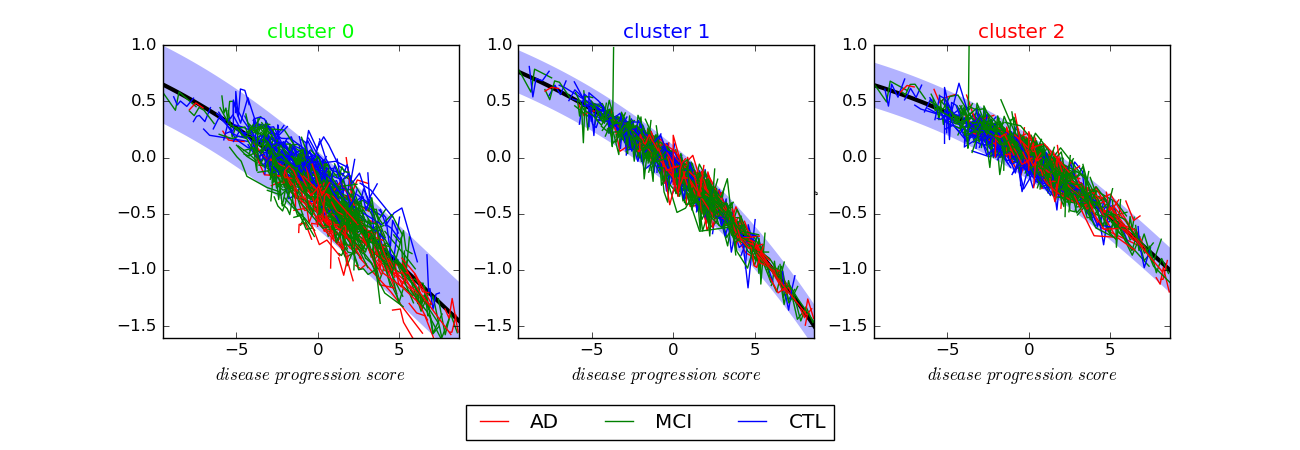 cluster 0 cluster 1 cluster 2
1.0 1.0 1.0
0.5 0.5 0.5
0.0 0.0 0.0
−0.5 −0.5 −0.5
−1.0 −1.0 −1.0
−1.5 −1.5 −1.5
−5 0 5 −5 0 5 −5 0 5
disease progression score disease progression score disease progression score
AD MCI CTL